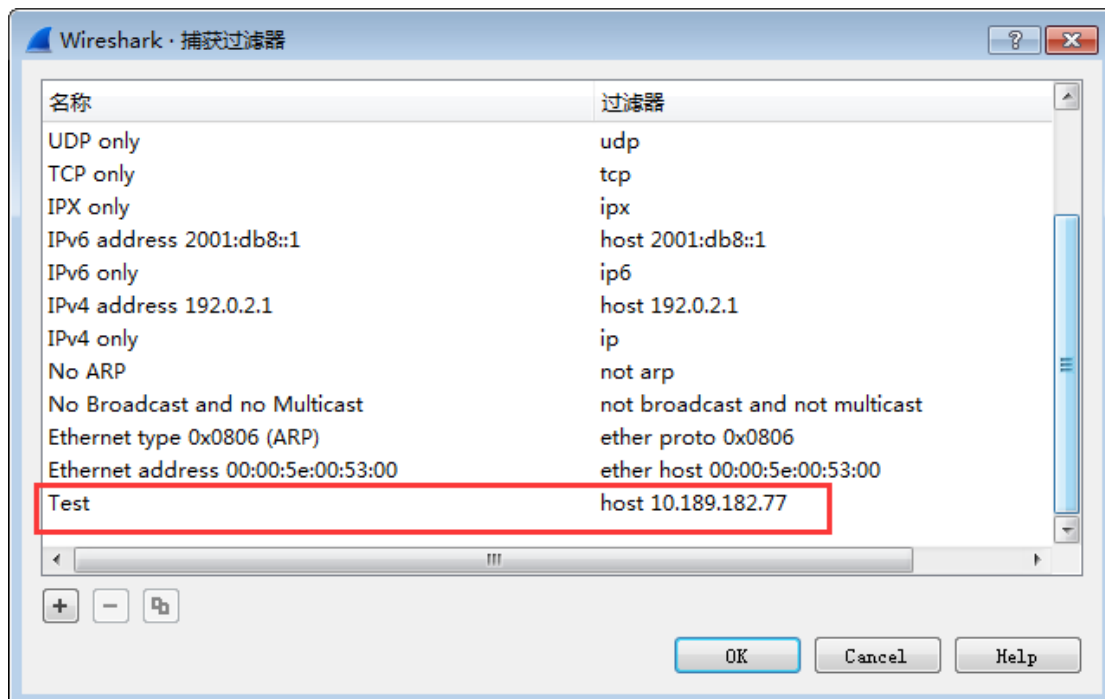 Wireshark · 捕获过滤器
名称 过滤器
UDP only udp
TCP only tcp
IPX only ipx
IPv6 address 2001:db8::1 host 2001:db8::1
IPv6 only ip6
IPv4 address 192.0.2.1 host 192.0.2.1
IPv4 only ip
No ARP not arp
No Broadcast and no Multicast not broadcast and not multicast
Ethernet type 0x0806 (ARP) ether proto 0x0806
Ethernet address 00:00:5e:00:53:00 ether host 00:00:5e:00:53:00
Test host 10.189.182.77
OK Cancel Help